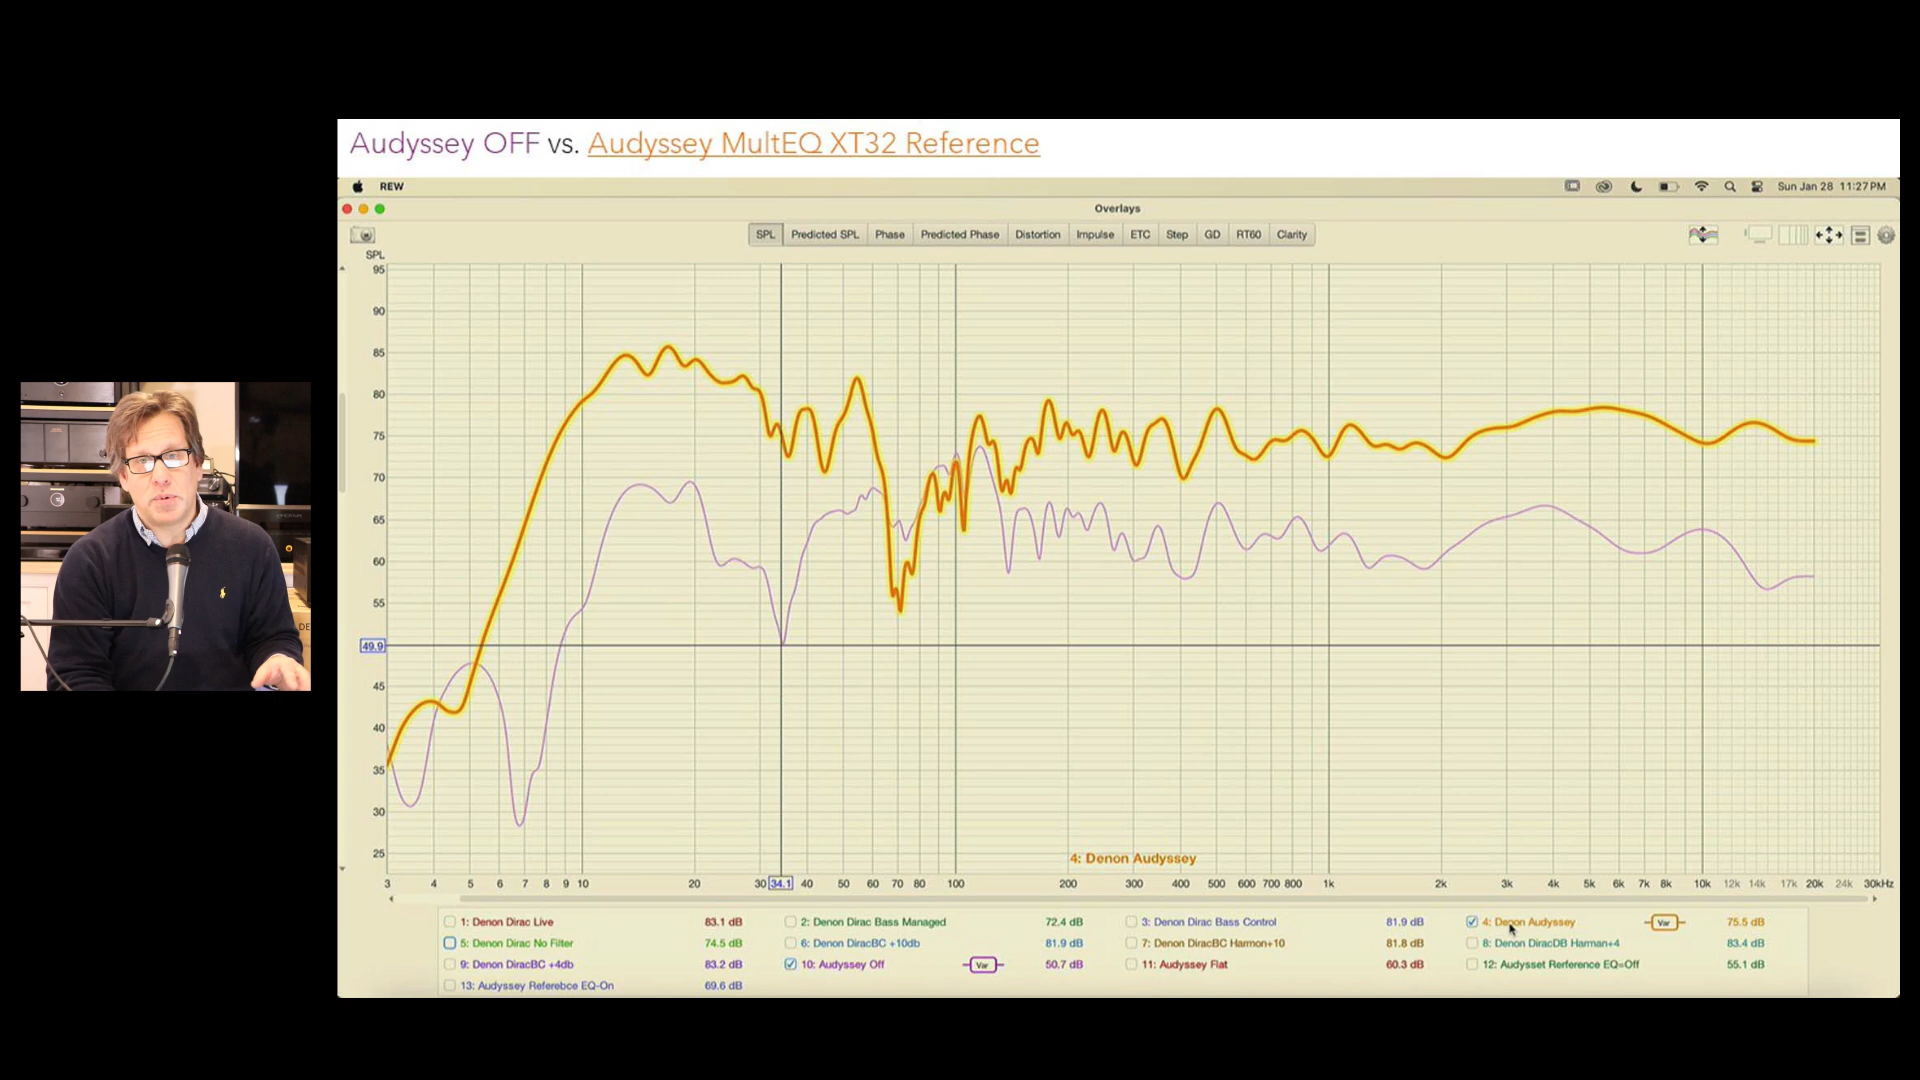 Audyssey OFF vs. Audyssey MultEQ XT32 Reference
REW
Sun Jan 28 11:27PM
Overlays
SPL Predicted SPL Phase Predicted Phase Distortion Impulse ETC Step GD RT60 Clarity
SPL
95
90
85
80
75
70
65
60
55
49.9
45
40
35
30
25
4: Denon Audyssey
3 4 5 6 7 8 9 10 20 30 34.1 40 50 60 70 80 100 200 300 400 500 600 700 800 1k 2k 3k 4k 5k 6k 7k 8k 10k 12k 14k 17k 20k 24k 30kHz
1: Denon Dirac Live 83.1 dB 2: Denon Dirac Bass Managed 72.4 dB 3: Denon Dirac Bass Control 81.9 dB 4: Denon Audyssey Var 75.5 dB
5: Denon Dirac No Filter 74.5 dB 6: Denon DiracBC +10db 81.9 dB 7: Denon DiracBC Harmon+10 81.8 dB 8: Denon DiracDB Harman+4 83.4 dB
9: Denon DiracBC +4db 83.2 dB 10: Audyssey Off Var 50.7 dB 11: Audyssey Flat 60.3 dB 12: Audysset Rerference EQ=Off 55.1 dB
13: Audyssey Referebce EQ-On 69.6 dB
DE